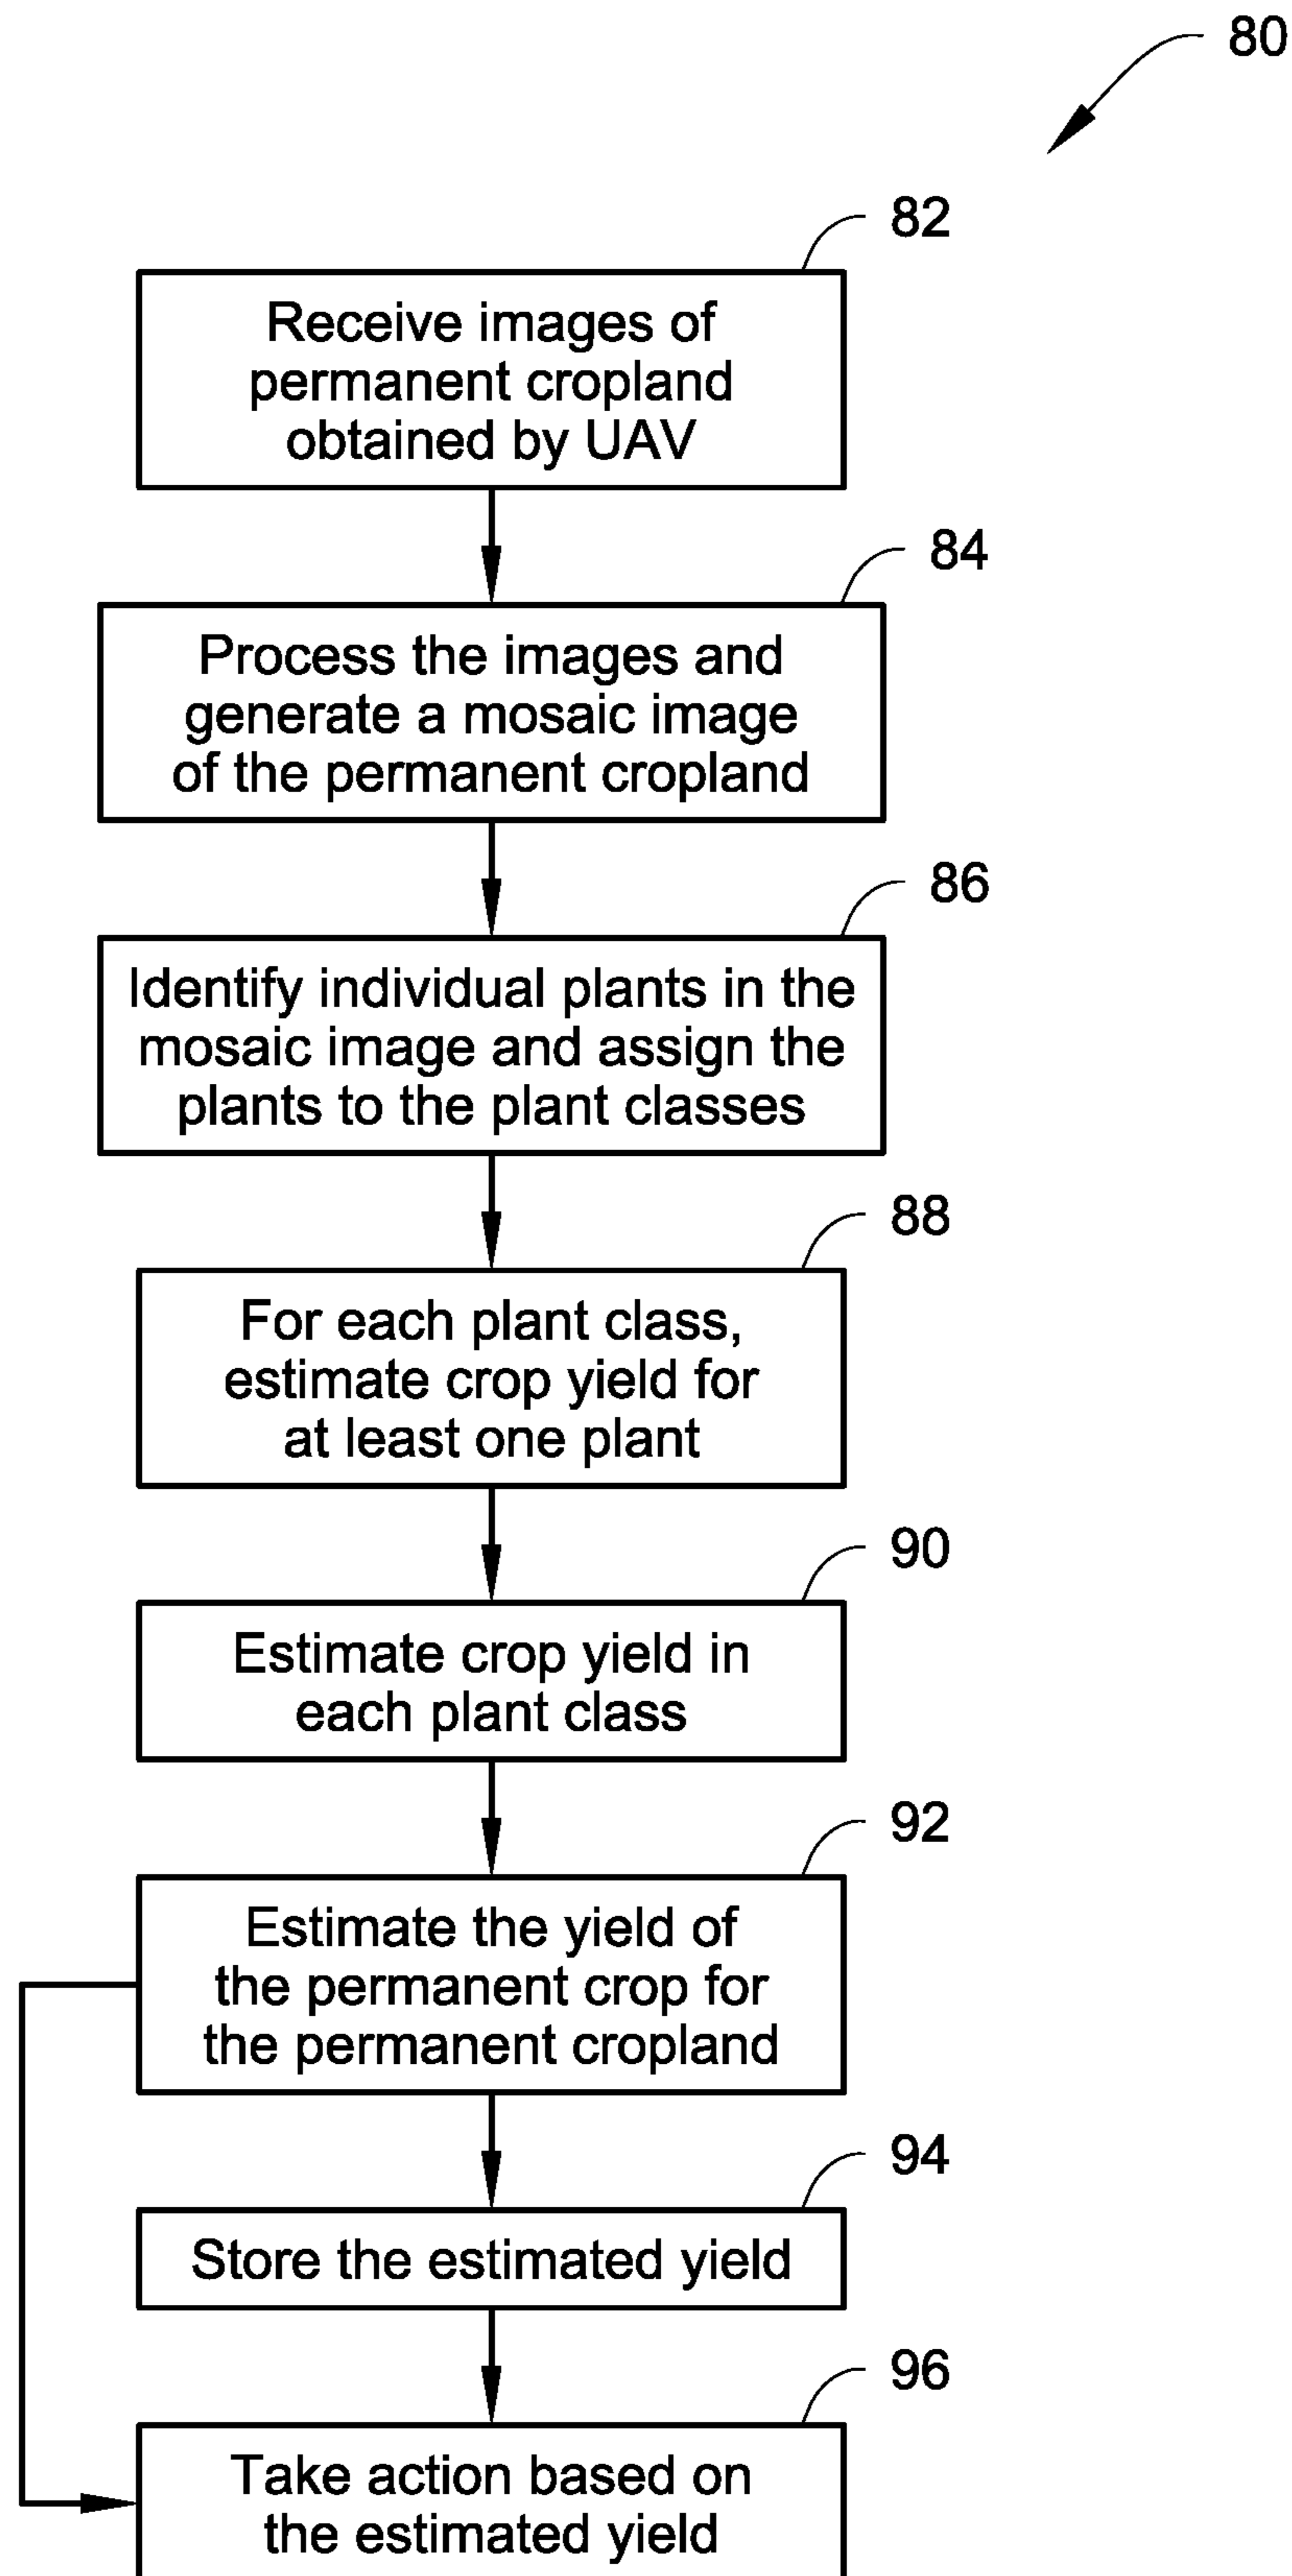 80
82
Receive images of
permanent cropland
obtained by UAV
84
Process the images and
generate a mosaic image
of the permanent cropland
86
Identify individual plants in the
mosaic image and assign the
plants to the plant classes
88
For each plant class,
estimate crop yield for
at least one plant
90
Estimate crop yield in
each plant class
92
Estimate the yield of
the permanent crop for
the permanent cropland
94
Store the estimated yield
96
Take action based on
the estimated yield